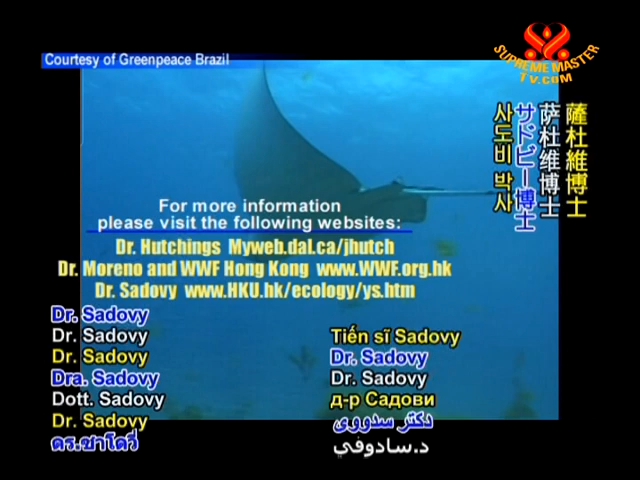 Courtesy of Greenpeace Brazil
SUPREME MASTER
TV.COM
사도비 박사
サドビー博士
萨杜维博士
薩杜維博士
For more information
please visit the following websites:
Dr. Hutchings Myweb.dal.ca/jhutch
Dr. Moreno and WWF Hong Kong www.WWF.org.hk
Dr. Sadovy www.HKU.hk/ecology/ys.htm
Dr. Sadovy
Dr. Sadovy
Dr. Sadovy
Dra. Sadovy
Dott. Sadovy
Dr. Sadovy
ดร.ซาโดวี่
Tiến sĩ Sadovy
Dr. Sadovy
Dr. Sadovy
д-р Садови
دکتر سدووی
د.سادوفي